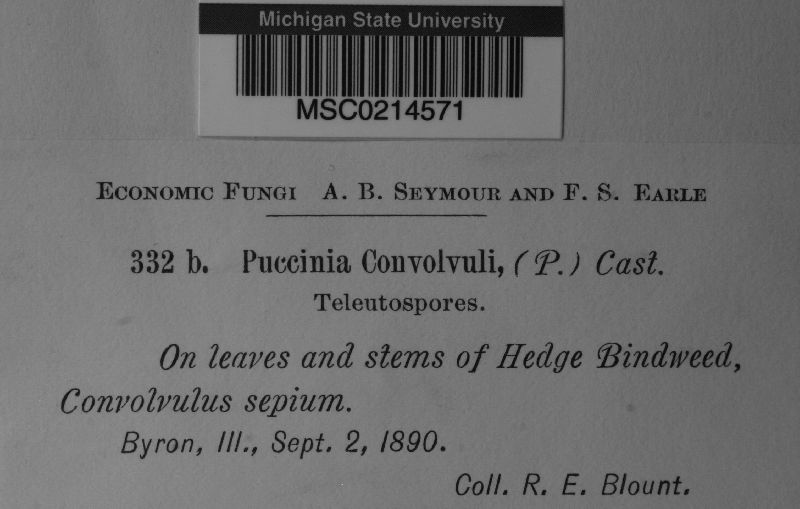 Michigan State University
MSC0214571
Economic Fungi A. B. Seymour and F. S. Earle
332 b. Puccinia Convolvuli, (P.) Cast.
Teleutospores.
On leaves and stems of Hedge Bindweed,
Convolvulus sepium.
Byron, Ill., Sept. 2, 1890.
Coll. R. E. Blount.